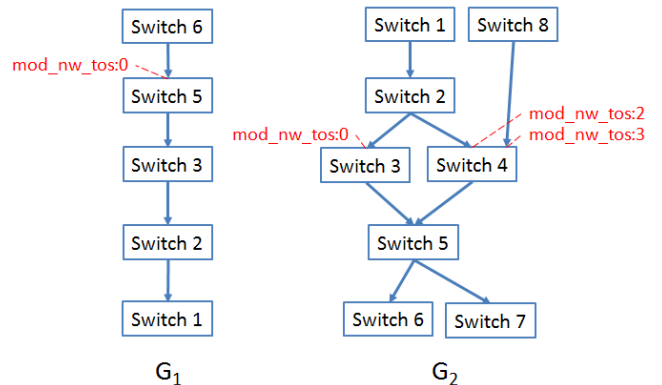 Switch 6
mod_nw_tos:0
Switch 5
Switch 3
Switch 2
Switch 1
G1
Switch 1
Switch 8
Switch 2
mod_nw_tos:2
mod_nw_tos:0
mod_nw_tos:3
Switch 3
Switch 4
Switch 5
Switch 6
Switch 7
G2